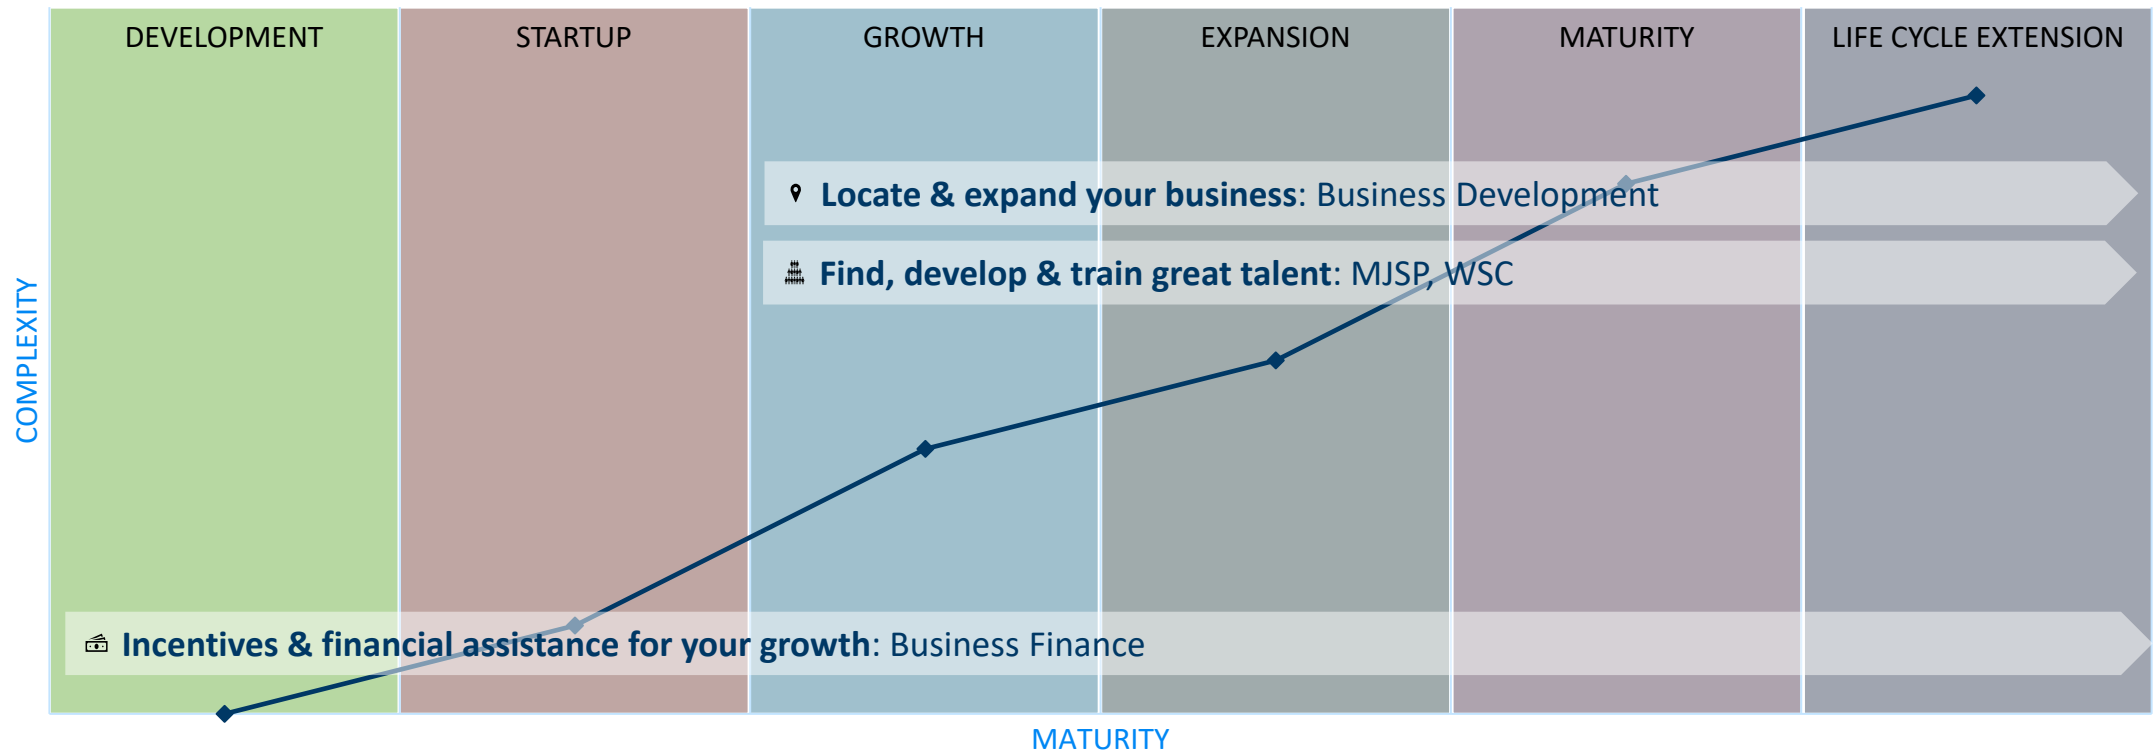 DEVELOPMENT
STARTUP
GROWTH
EXPANSION
MATURITY
LIFE CYCLE EXTENSION
Locate & expand your business: Business Development
Find, develop & train great talent: MJSP, WSC
COMPLEXITY
Incentives & financial assistance for your growth: Business Finance
MATURITY